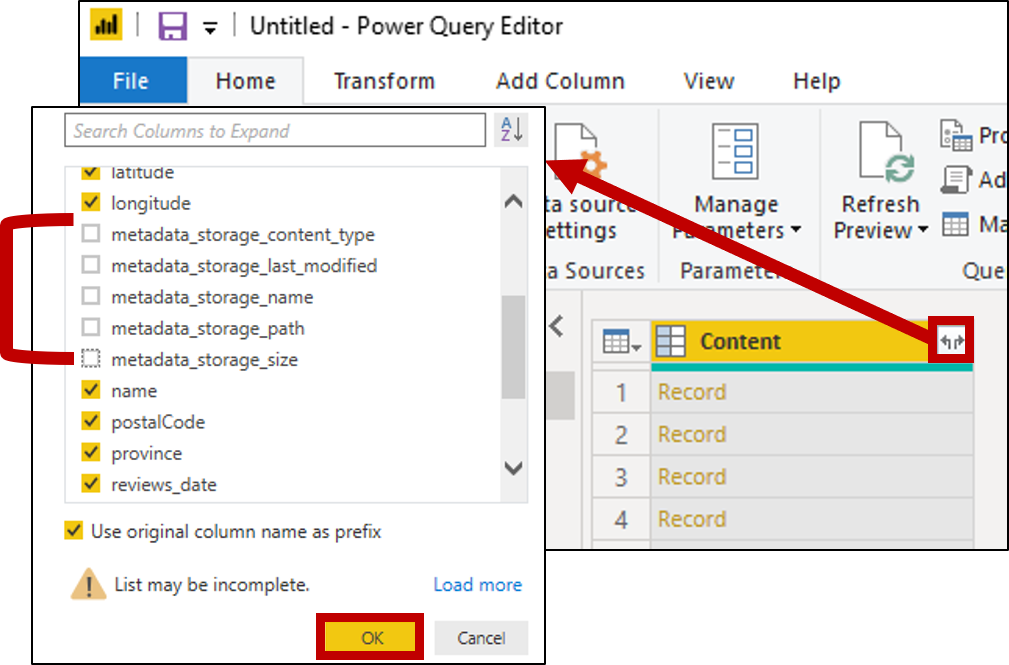 Untitled - Power Query Editor
File Home Transform Add Column View Help
Search Columns to Expand
latitude
longitude
metadata_storage_content_type
metadata_storage_last_modified
metadata_storage_name
metadata_storage_path
metadata_storage_size
name
postalCode
province
reviews_date
Use original column name as prefix
List may be incomplete. Load more
OK Cancel
source
ettings
Sources
Manage
Parameters
Parameter
Refresh
Preview
Pro
Ad
Ma
Que
Content
1 Record
2 Record
3 Record
4 Record